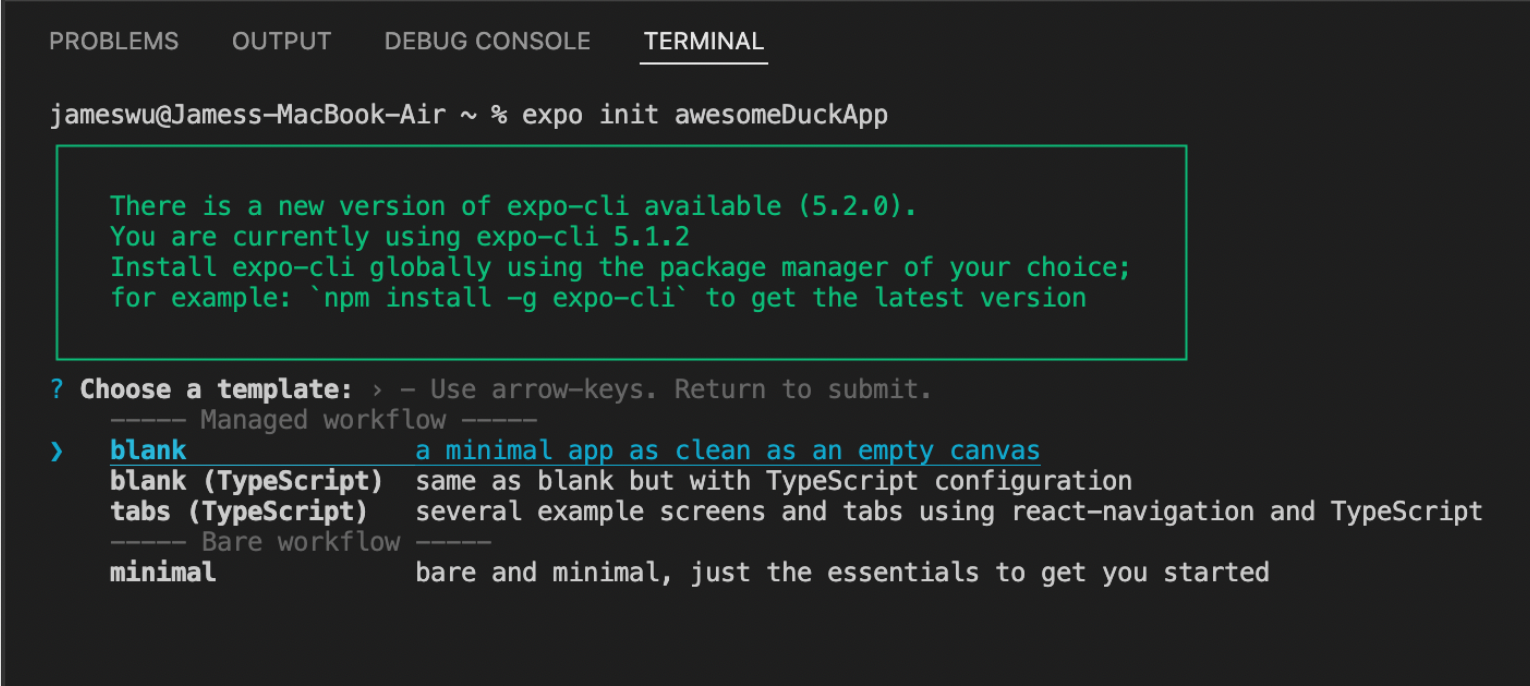 PROBLEMS OUTPUT DEBUG CONSOLE TERMINAL
jameswu@Jamess-MacBook-Air ~ % expo init awesomeDuckApp
There is a new version of expo-cli available (5.2.0).
You are currently using expo-cli 5.1.2
Install expo-cli globally using the package manager of your choice;
for example: `npm install -g expo-cli` to get the latest version
? Choose a template: › - Use arrow-keys. Return to submit.
----- Managed workflow -----
❯ blank a minimal app as clean as an empty canvas
blank (TypeScript) same as blank but with TypeScript configuration
tabs (TypeScript) several example screens and tabs using react-navigation and TypeScript
----- Bare workflow -----
minimal bare and minimal, just the essentials to get you started